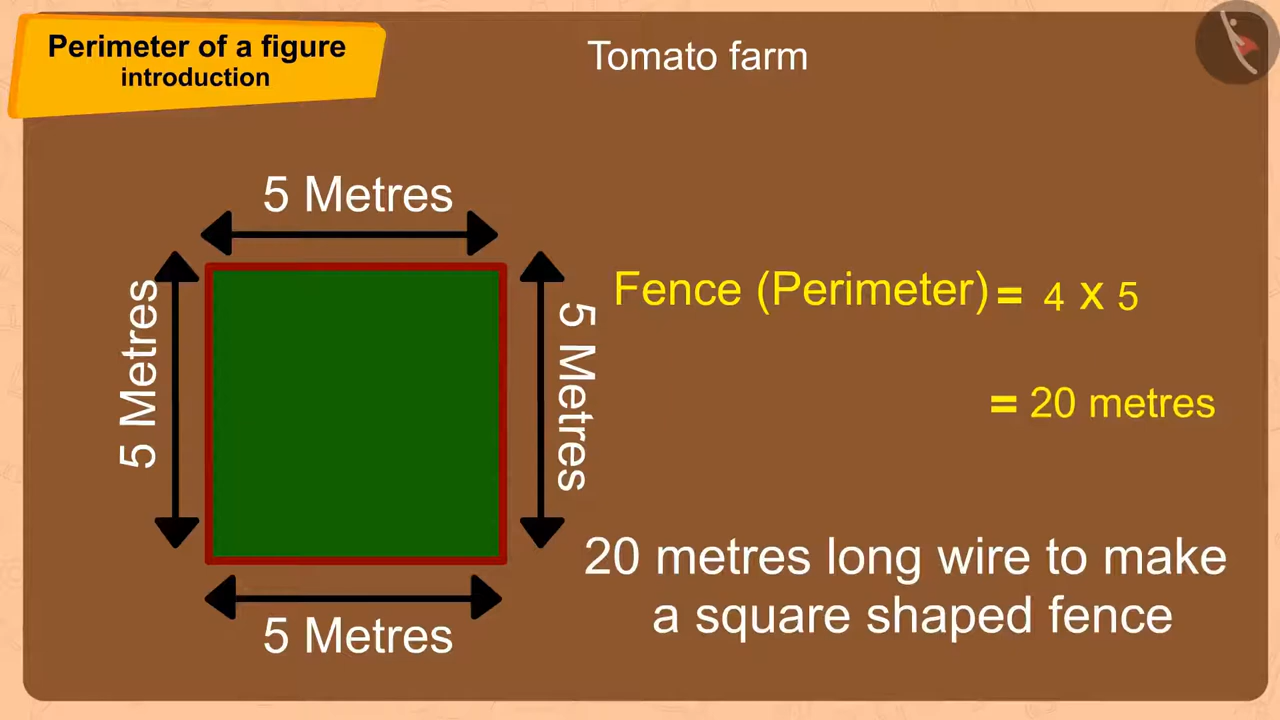 Perimeter of a figure
introduction
Tomato farm
5 Metres
5 Metres
5 Metres
5 Metres
Fence (Perimeter) = 4 x 5
= 20 metres
20 metres long wire to make
a square shaped fence